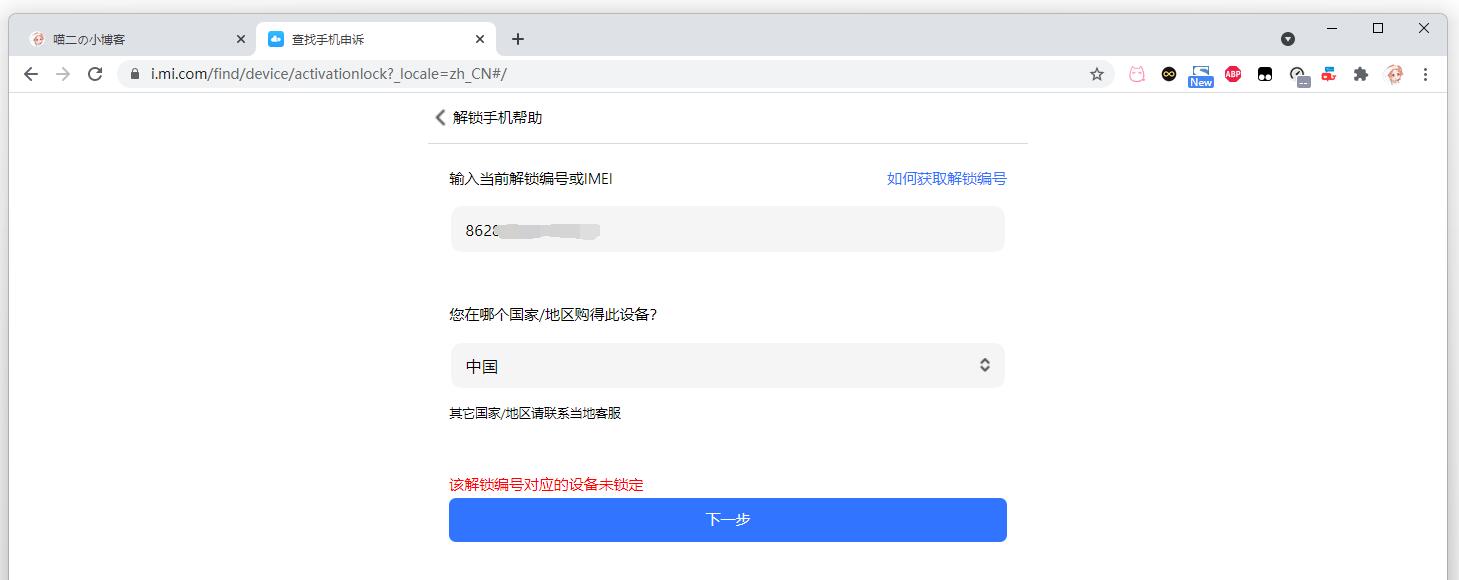 喵二の小博客
查找手机申诉
i.mi.com/find/device/activationlock?_locale=zh_CN#/
New
ABP
解锁手机帮助
输入当前解锁编号或IMEI
如何获取解锁编号
862
您在哪个国家/地区购得此设备?
中国
其它国家/地区请联系当地客服
该解锁编号对应的设备未锁定
下一步